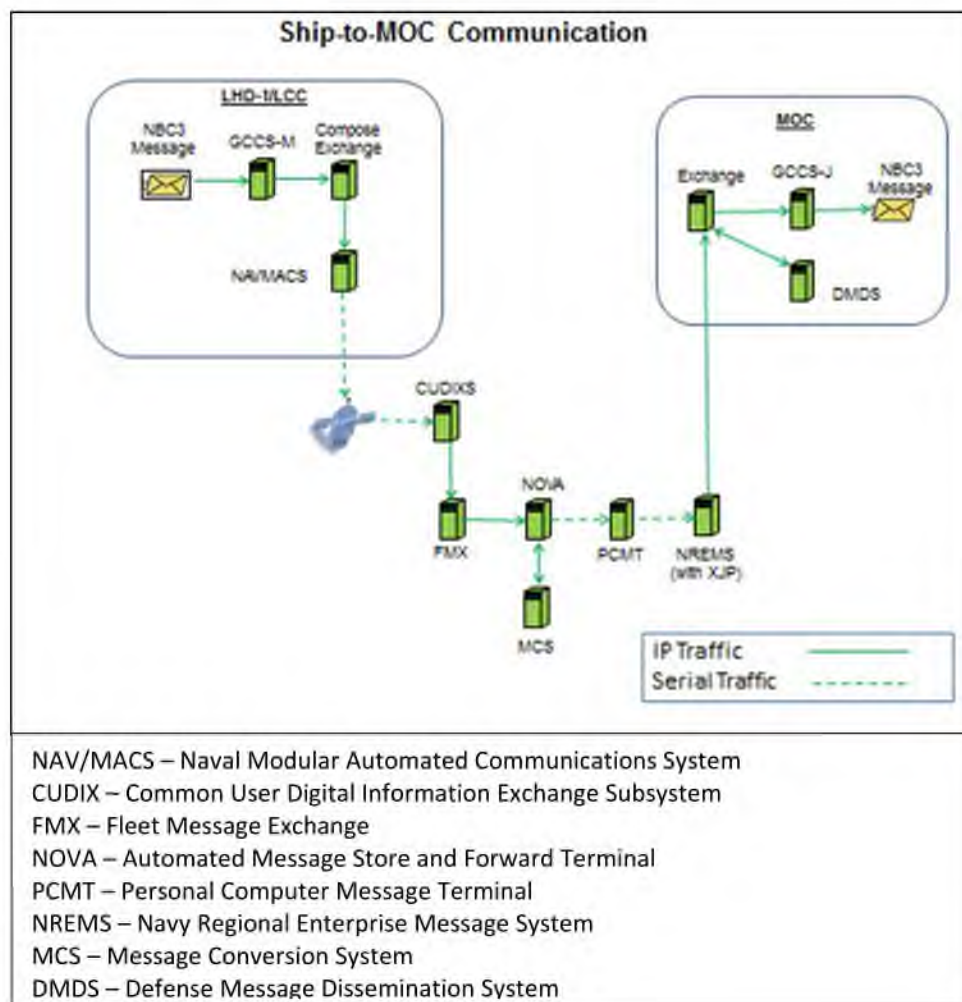 Ship-to-MOC Communication
LHD-1/LCC
NBC3
Message
GCCS-M
Compose
Exchange
NAV/MACS
MOC
Exchange
GCCS-J
NBC3
Message
DMDS
CUDIXS
FMX
NOVA
MCS
PCMT
NREMS
(with XJP)
IP Traffic
Serial Traffic
NAV/MACS – Naval Modular Automated Communications System
CUDIX – Common User Digital Information Exchange Subsystem
FMX – Fleet Message Exchange
NOVA – Automated Message Store and Forward Terminal
PCMT – Personal Computer Message Terminal
NREMS – Navy Regional Enterprise Message System
MCS – Message Conversion System
DMDS – Defense Message Dissemination System